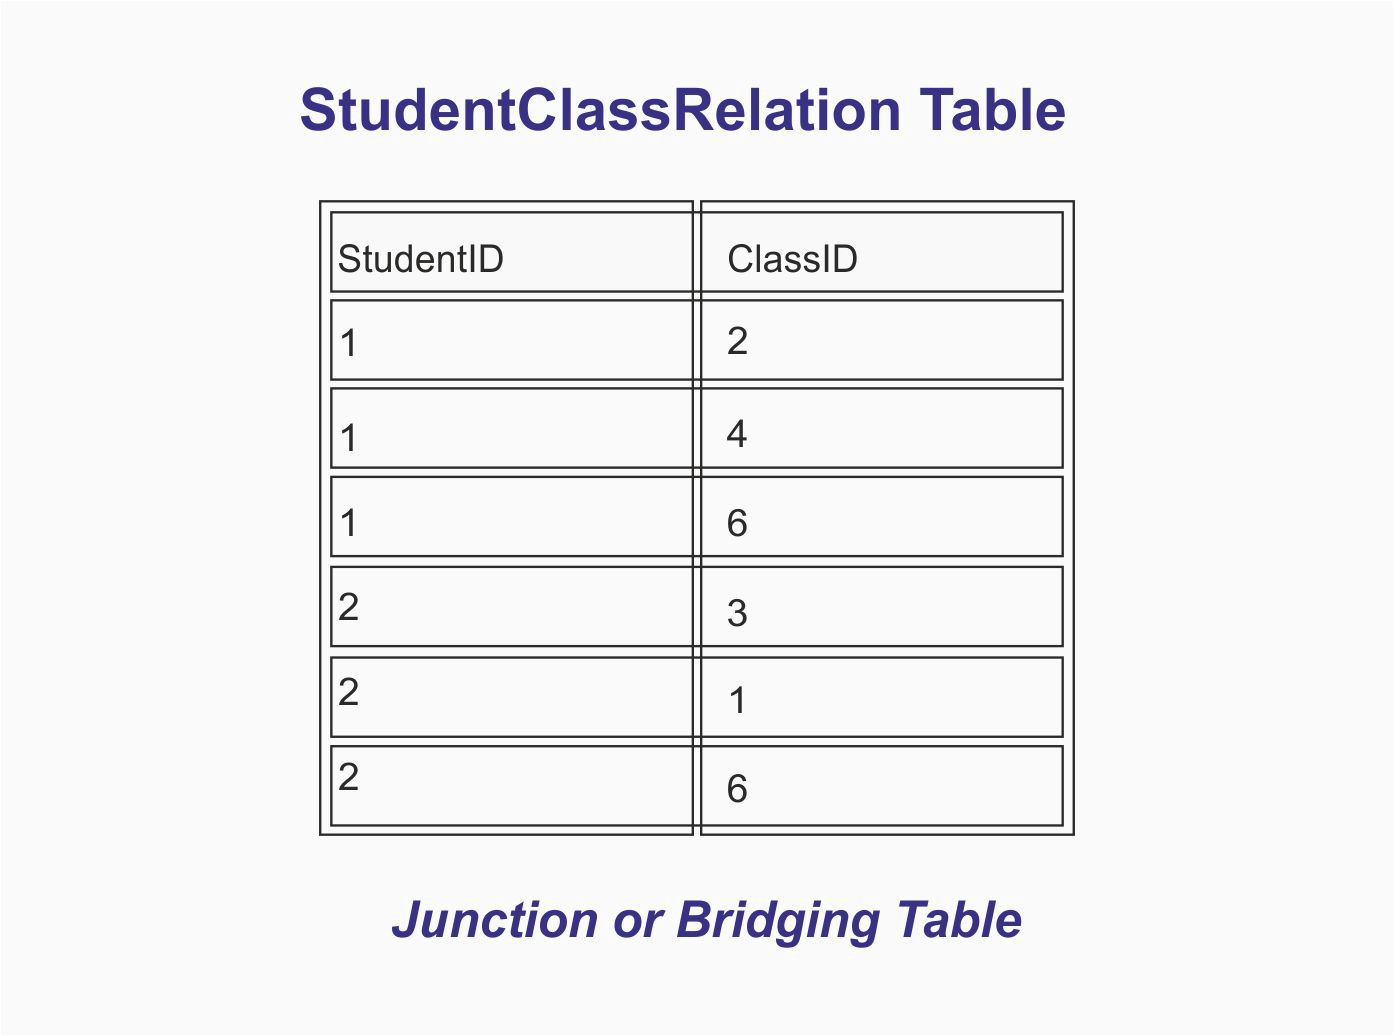 StudentClassRelation Table
StudentID ClassID
1 2
1 4
1 6
2 3
2 1
2 6
Junction or Bridging Table